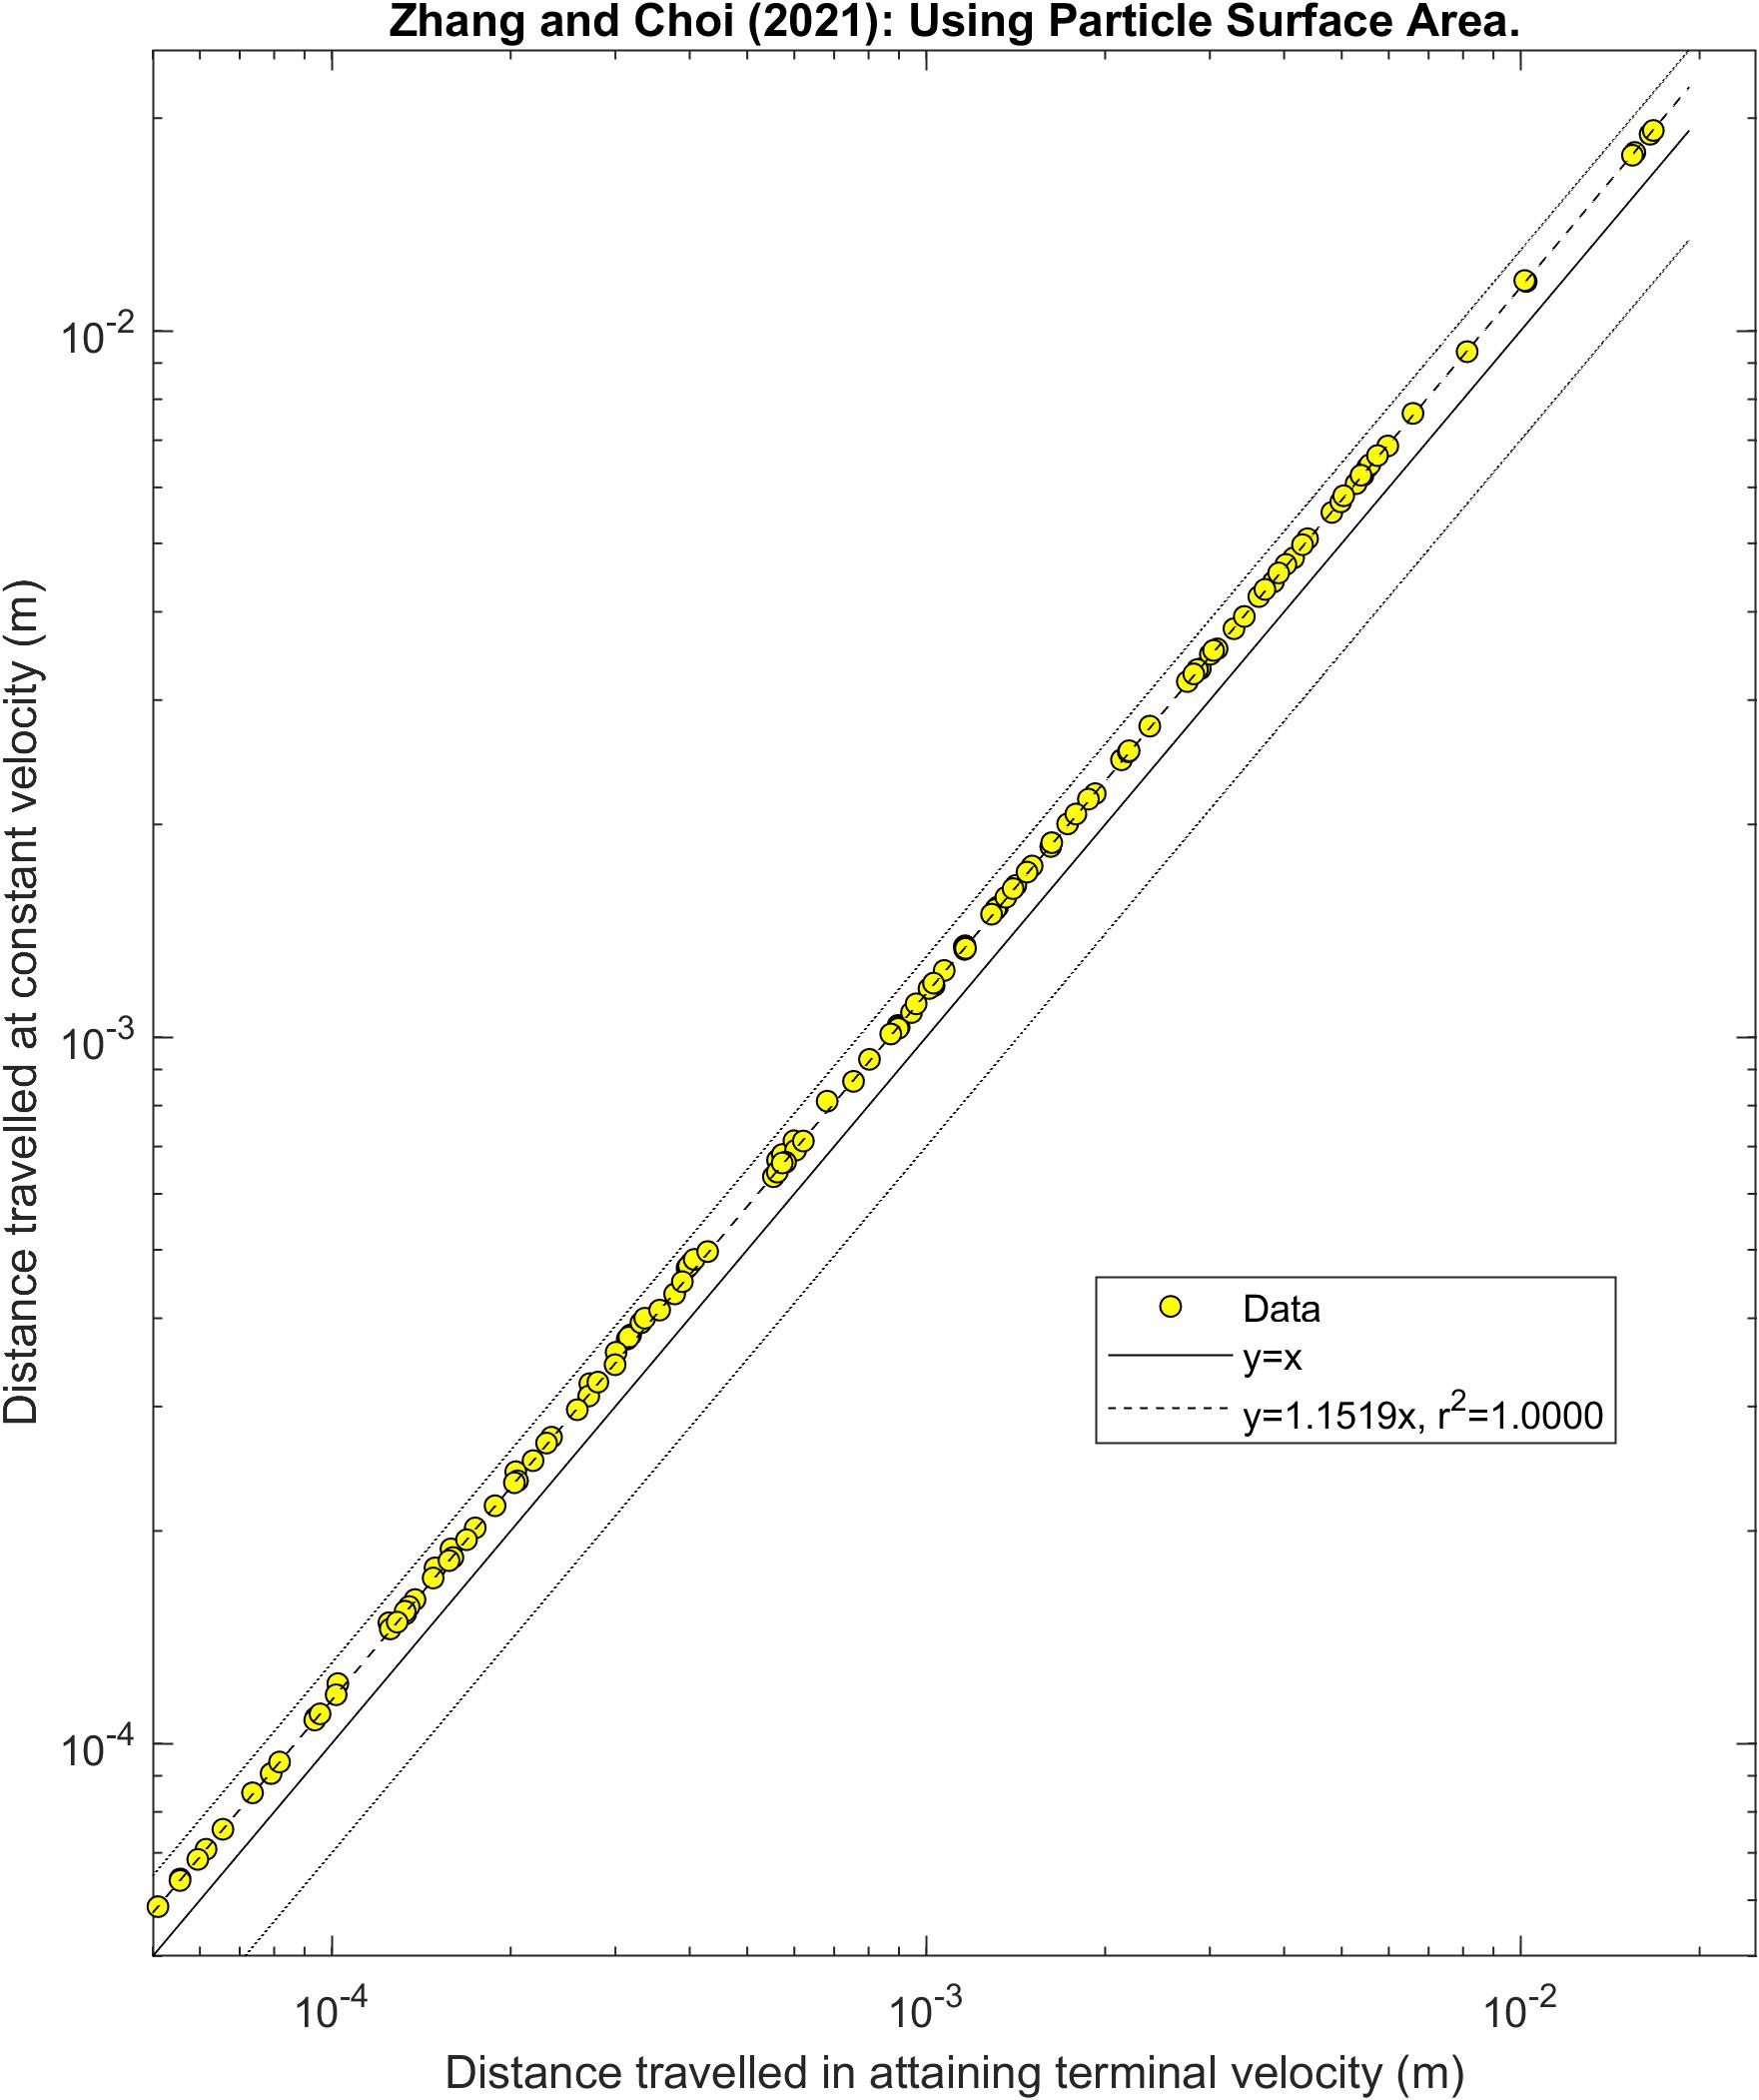 Zhang and Choi (2021): Using Particle Surface Area.
Distance travelled at constant velocity (m)
10^-2
10^-3
10^-4
Data
y=x
y=1.1519x, r^2=1.0000
10^-4 10^-3 10^-2
Distance travelled in attaining terminal velocity (m)